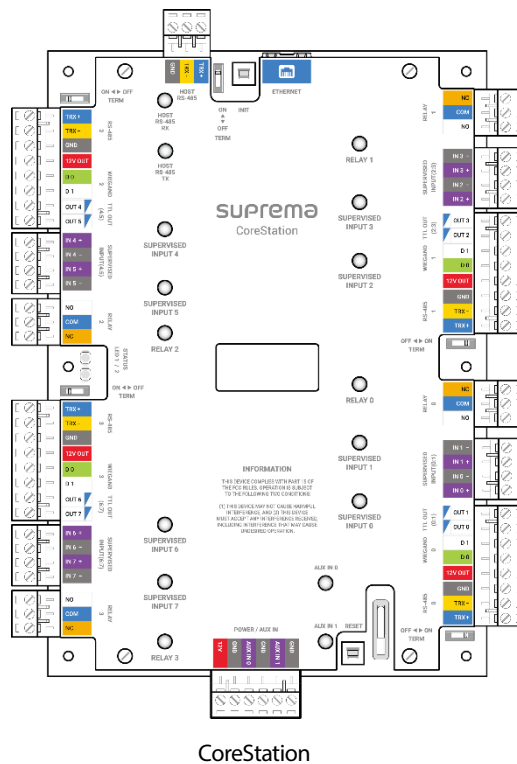 GND
TRX -
TRX +
HOST
RS-485
ON
OFF
TERM
INIT
ETHERNET
HOST
RS-485
RX
HOST
RS-485
TX
ON ◄► OFF
TERM
TRX +
TRX -
GND
RS-485
2
12V OUT
D 0
D 1
WIEGAND
2
OUT 4
OUT 5
TTL OUT
(4,5)
IN 4 +
IN 4 -
IN 5 +
IN 5 -
SUPERVISED
INPUT(4,5)
NO
COM
NC
RELAY
2
STATUS
LED 1 / 2
ON ◄► OFF
TERM
TRX +
TRX -
GND
RS-485
3
12V OUT
D 0
D 1
WIEGAND
3
OUT 6
OUT 7
TTL OUT
(6,7)
IN 6 +
IN 6 -
IN 7 +
IN 7 -
SUPERVISED
INPUT(6,7)
NO
COM
NC
RELAY
3
suprema
CoreStation
SUPERVISED
INPUT 4
SUPERVISED
INPUT 5
RELAY 2
SUPERVISED
INPUT 6
SUPERVISED
INPUT 7
RELAY 3
RELAY 1
SUPERVISED
INPUT 3
SUPERVISED
INPUT 2
RELAY 0
SUPERVISED
INPUT 1
SUPERVISED
INPUT 0
INFORMATION
THIS DEVICE COMPLIES WITH PART 15 OF
THE FCC RULES. OPERATION IS SUBJECT
TO THE FOLLOWING TWO CONDITIONS.
(1) THIS DEVICE MAY NOT CAUSE HARMFUL
INTERFERENCE, AND (2) THIS DEVICE
MUST ACCEPT ANY INTERFERENCE RECEIVED,
INCLUDING INTERFERENCE THAT MAY CAUSE
UNDESIRED OPERATION.
AUX IN 0
AUX IN 1
RESET
POWER / AUX IN
12V
GND
AUX IN 0
GND
AUX IN 1
GND
RELAY
1
NC
COM
NO
SUPERVISED
INPUT(2,3)
IN 3 -
IN 3 +
IN 2 -
IN 2 +
TTL OUT
(2,3)
OUT 3
OUT 2
WIEGAND
1
D 1
D 0
12V OUT
RS-485
1
GND
TRX -
TRX +
OFF ◄► ON
TERM
RELAY
0
NC
COM
NO
SUPERVISED
INPUT(0,1)
IN 1 -
IN 1 +
IN 0 -
IN 0 +
TTL OUT
(0,1)
OUT 1
OUT 0
WIEGAND
0
D 1
D 0
12V OUT
RS-485
0
GND
TRX -
TRX +
OFF ◄► ON
TERM
CoreStation